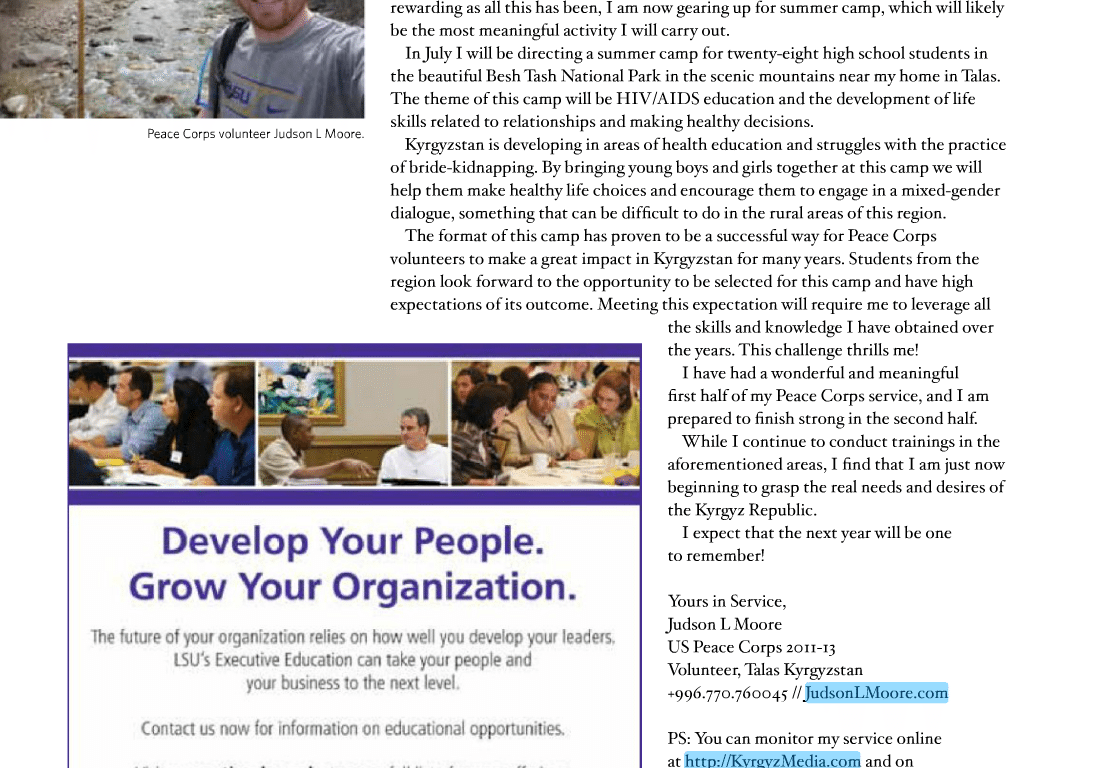 rewarding as all this has been, I am now gearing up for summer camp, which will likely
be the most meaningful activity I will carry out.
In July I will be directing a summer camp for twenty-eight high school students in
the beautiful Besh Tash National Park in the scenic mountains near my home in Talas.
The theme of this camp will be HIV/AIDS education and the development of life
skills related to relationships and making healthy decisions.
Kyrgyzstan is developing in areas of health education and struggles with the practice
of bride-kidnapping. By bringing young boys and girls together at this camp we will
help them make healthy life choices and encourage them to engage in a mixed-gender
dialogue, something that can be difficult to do in the rural areas of this region.
The format of this camp has proven to be a successful way for Peace Corps
volunteers to make a great impact in Kyrgyzstan for many years. Students from the
region look forward to the opportunity to be selected for this camp and have high
expectations of its outcome. Meeting this expectation will require me to leverage all
the skills and knowledge I have obtained over
the years. This challenge thrills me!
I have had a wonderful and meaningful
first half of my Peace Corps service, and I am
prepared to finish strong in the second half.
While I continue to conduct trainings in the
aforementioned areas, I find that I am just now
beginning to grasp the real needs and desires of
the Kyrgyz Republic.
I expect that the next year will be one
to remember!
Yours in Service,
Judson L Moore
US Peace Corps 2011-13
Volunteer, Talas Kyrgyzstan
+996.770.760045 // JudsonLMoore.com
PS: You can monitor my service online
at http://KyrgyzMedia.com and on
Peace Corps volunteer Judson L Moore.
Develop Your People.
Grow Your Organization.
The future of your organization relies on how well you develop your leaders.
LSU's Executive Education can take your people and
your business to the next level.
Contact us now for information on educational opportunities.